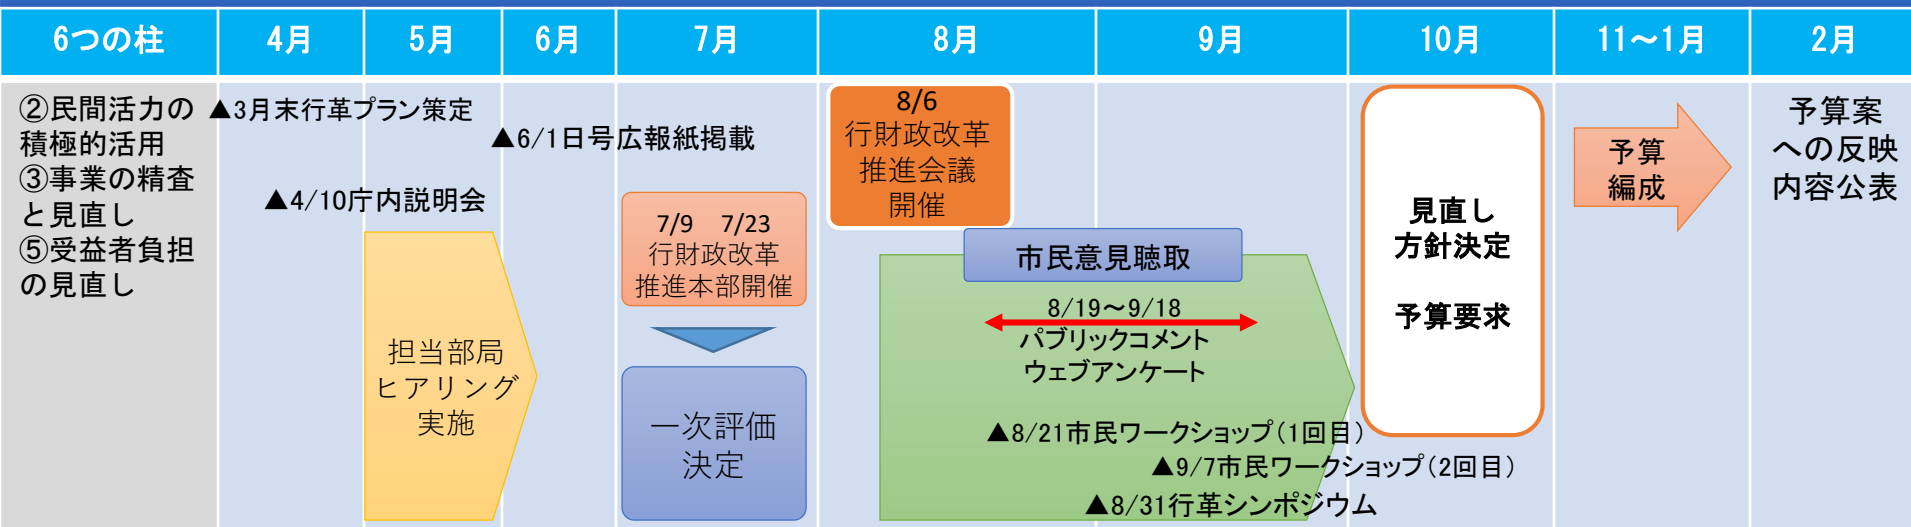 6つの柱
4月
5月
6月
7月
8月
9月
10月
11～1月
2月
②民間活力の
積極的活用
③事業の精査
と見直し
⑤受益者負担
の見直し
▲3月末行革プラン策定
▲4/10庁内説明会
▲6/1日号広報紙掲載
担当部局
ヒアリング
実施
7/9　7/23
行財政改革
推進本部開催
一次評価
決定
8/6
行財政改革
推進会議
開催
市民意見聴取
8/19～9/18
パブリックコメント
ウェブアンケート
▲8/21市民ワークショップ（1回目）
▲9/7市民ワークショップ（2回目）
▲8/31行革シンポジウム
見直し
方針決定
予算要求
予算
編成
予算案
への反映
内容公表